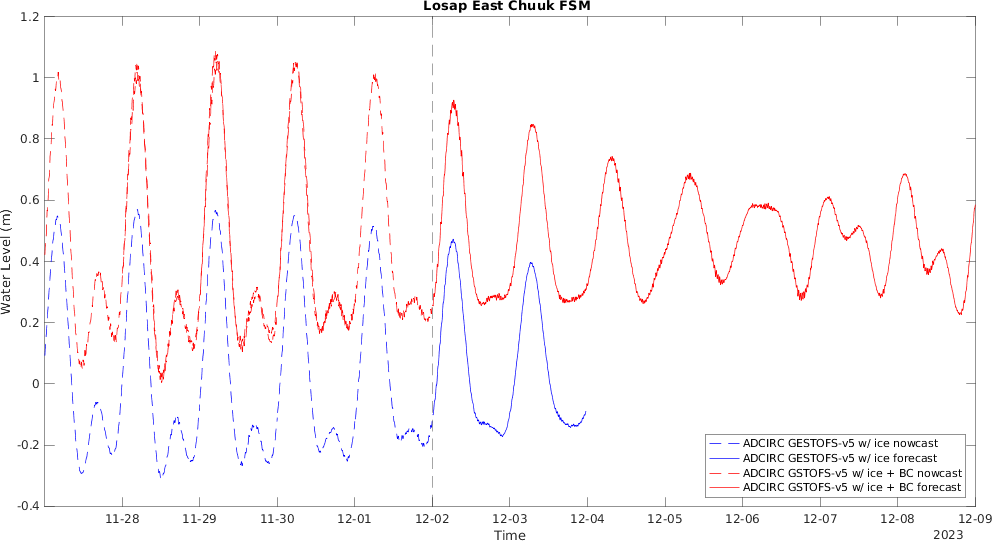 Losap East Chuuk FSM
1.2
1
0.8
0.6
0.4
0.2
0
-0.2
-0.4
Water Level (m)
11-28 11-29 11-30 12-01 12-02 12-03 12-04 12-05 12-06 12-07 12-08 12-09
Time
2023
ADCIRC GESTOFS-v5 w/ ice nowcast
ADCIRC GESTOFS-v5 w/ ice forecast
ADCIRC GSTOFS-v5 w/ ice + BC nowcast
ADCIRC GSTOFS-v5 w/ ice + BC forecast